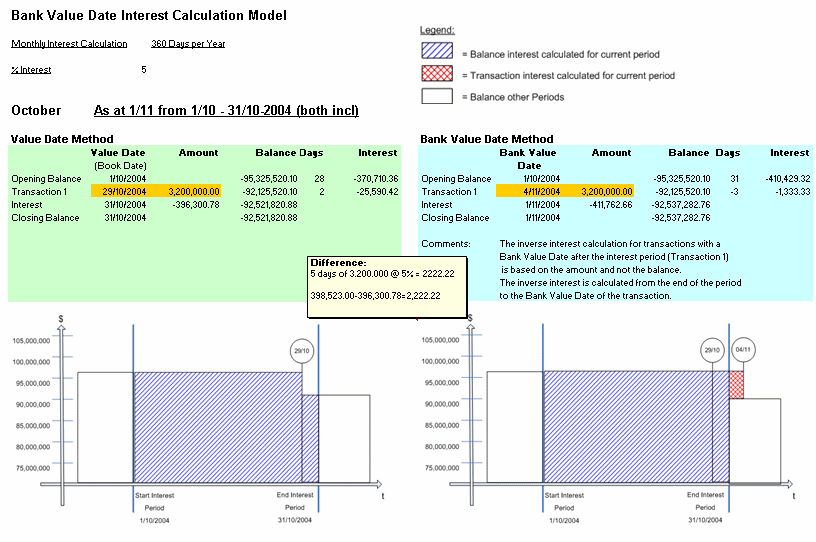 Bank Value Date Interest Calculation Model
Monthly Interest Calculation 360 Days per Year
% Interest 5
October As at 1/11 from 1/10 - 31/10-2004 (both incl)
Legend:
= Balance interest calculated for current period
= Transaction interest calculated for current period
= Balance other Periods
Value Date Method
Value Date Amount Balance Days Interest
(Book Date)
Opening Balance 1/10/2004 -95,325,520.10 28 -370,710.36
Transaction 1 29/10/2004 3,200,000.00 -92,125,520.10 2 -25,590.42
Interest 31/10/2004 -396,300.78 -92,521,820.88
Closing Balance 31/10/2004 -92,521,820.88
Bank Value Date Method
Bank Value Amount Balance Days Interest
Date
Opening Balance 1/10/2004 -95,325,520.10 31 -410,429.32
Transaction 1 4/11/2004 3,200,000.00 -92,125,520.10 -3 -1,333.33
Interest 1/11/2004 -411,762.66 -92,537,282.76
Closing Balance 1/11/2004 -92,537,282.76
Comments: The inverse interest calculation for transactions with a
Bank Value Date after the interest period (Transaction 1)
is based on the amount and not the balance.
The inverse interest is calculated from the end of the period
to the Bank Value Date of the transaction.
Difference:
5 days of 3.200.000 @ 5% = 2222.22
398,523.00-396,300.78=2,222.22
$
105,000,000
100,000,000
95,000,000
90,000,000
85,000,000
80,000,000
75,000,000
29/10
t
Start Interest
Period
1/10/2004
End Interest
Period
31/10/2004
$
105,000,000
100,000,000
95,000,000
90,000,000
85,000,000
80,000,000
75,000,000
29/10
04/11
t
Start Interest
Period
1/10/2004
End Interest
Period
31/10/2004